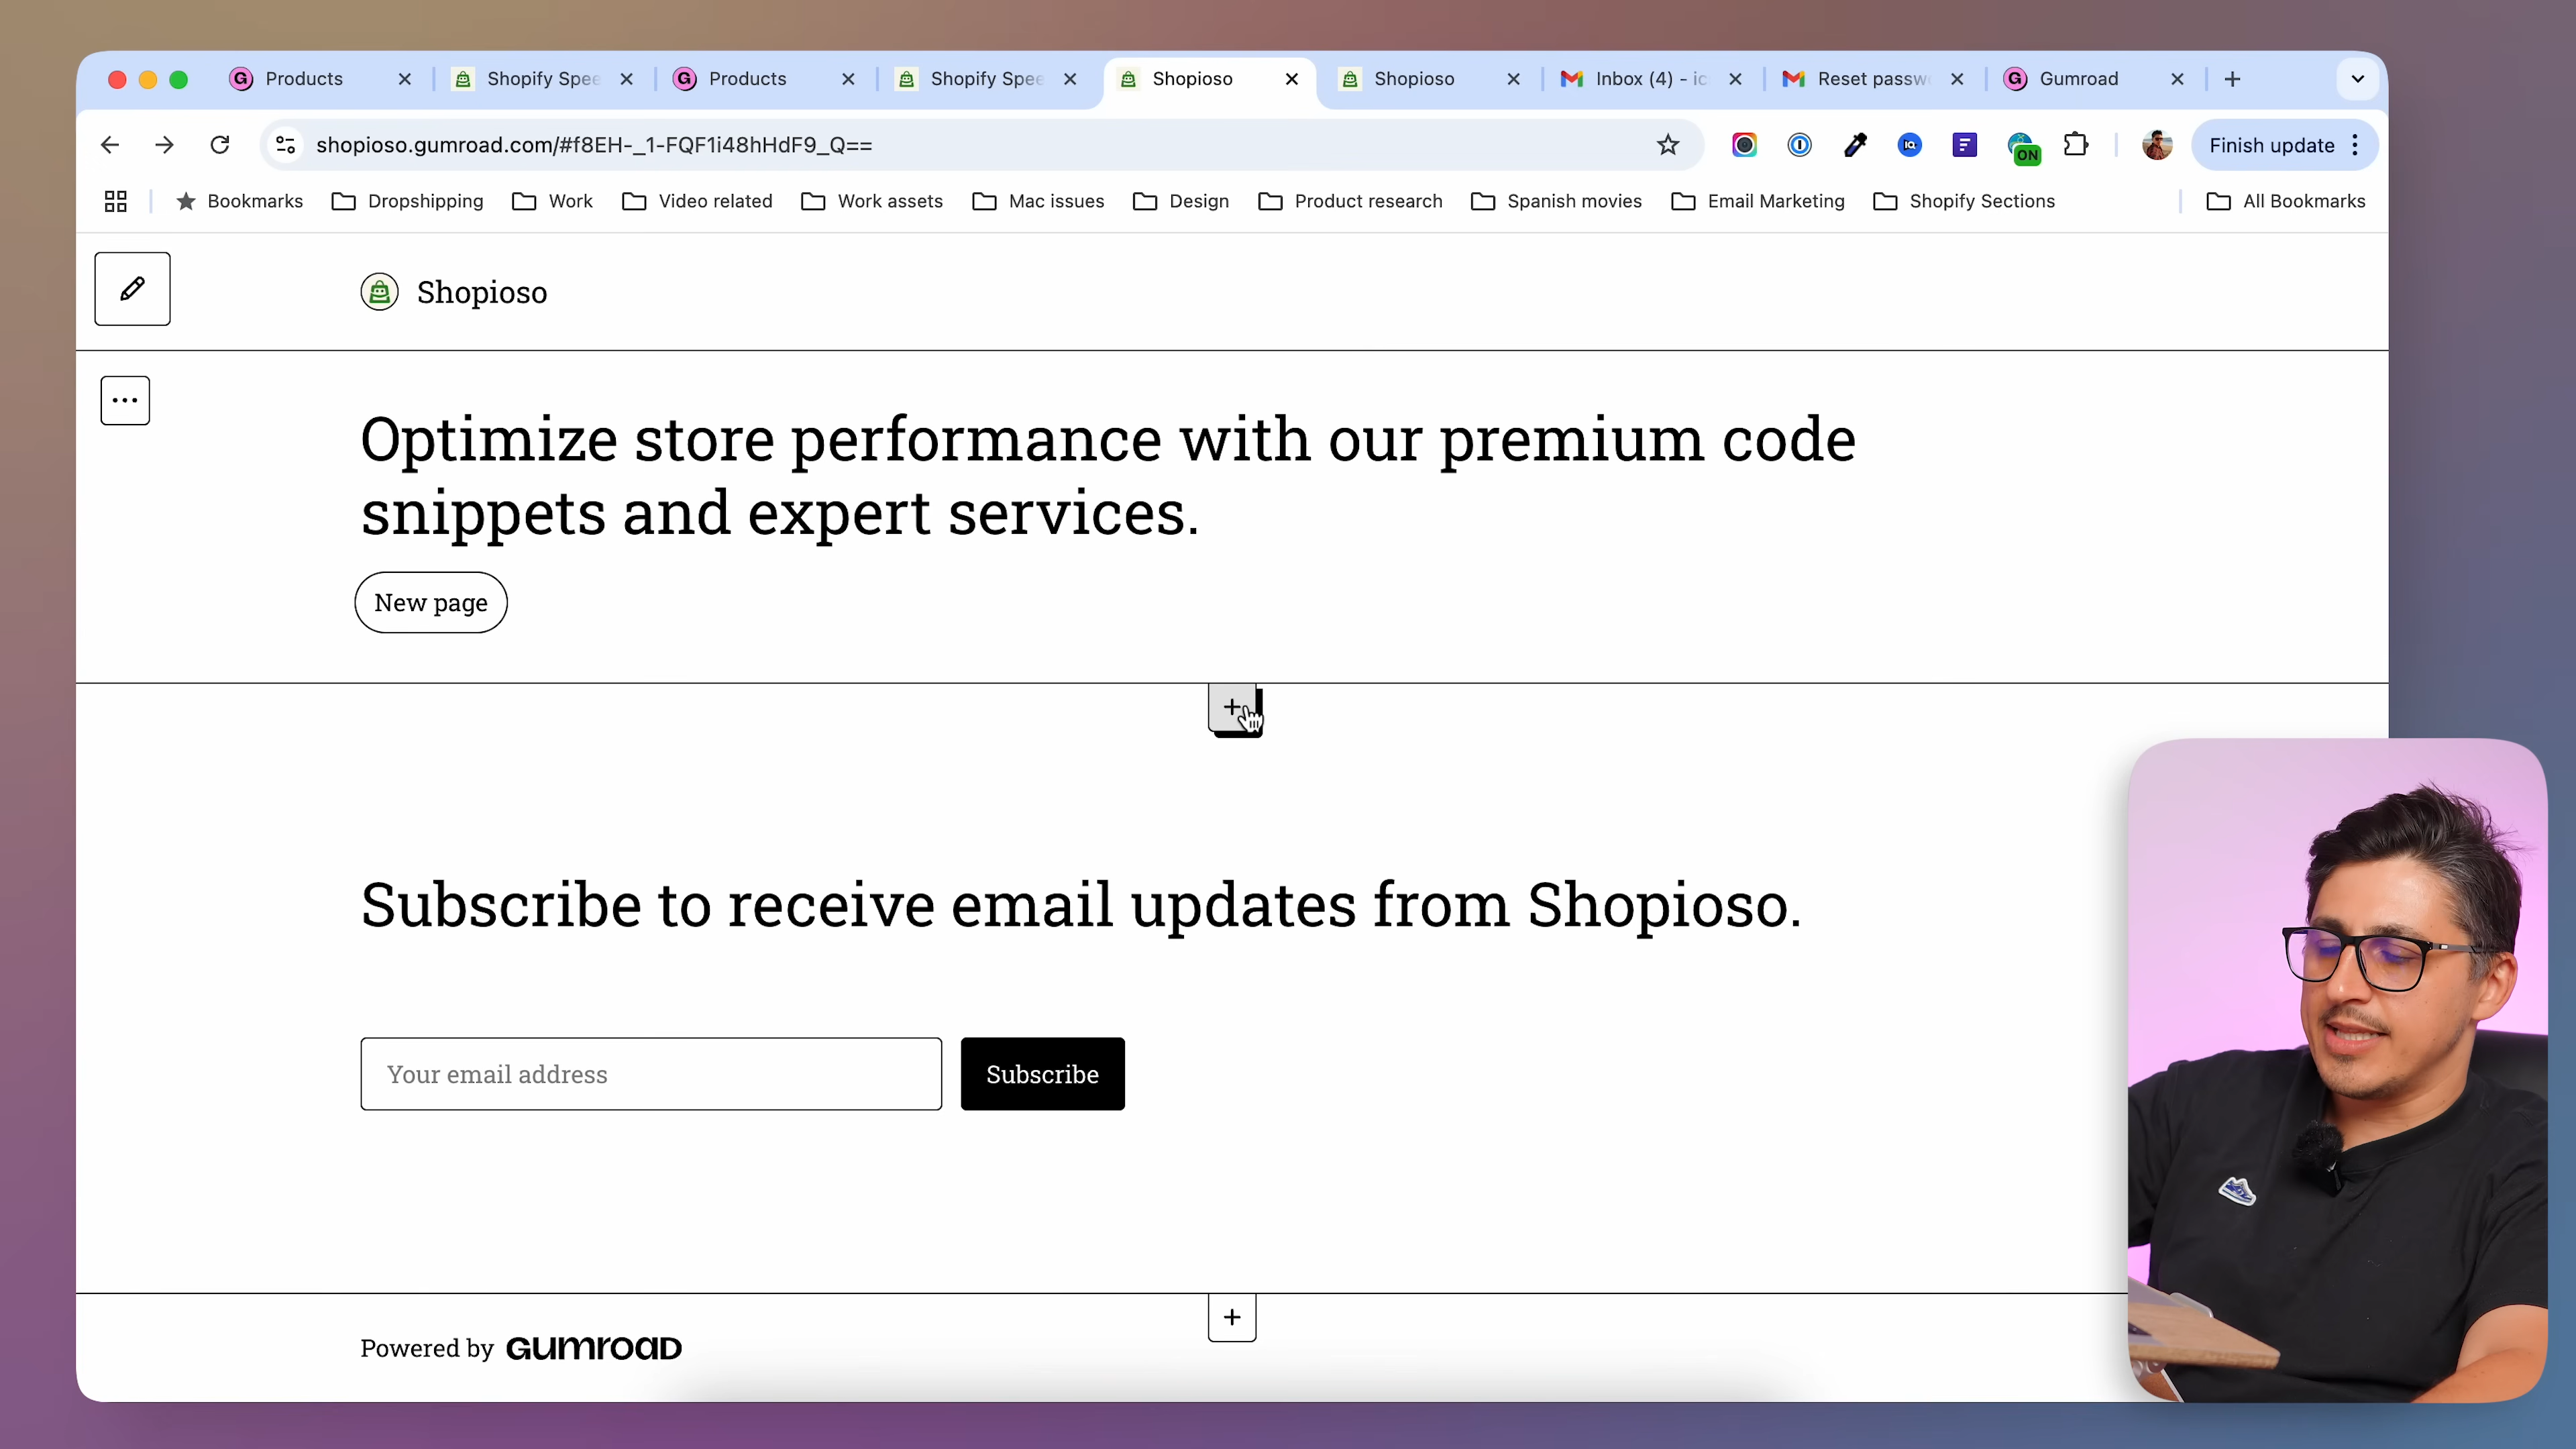 Products
Shopify Spee
Products
Shopify Spee
Shopioso
Shopioso
Inbox (4) - ic
Reset passw
Gumroad
shopioso.gumroad.com/#f8EH-_1-FQF1i48hHdF9_Q==
ON
Finish update
Bookmarks
Dropshipping
Work
Video related
Work assets
Mac issues
Design
Product research
Spanish movies
Email Marketing
Shopify Sections
All Bookmarks
Shopioso
Optimize store performance with our premium code
snippets and expert services.
New page
Subscribe to receive email updates from Shopioso.
Your email address
Subscribe
Powered by GUMROAD